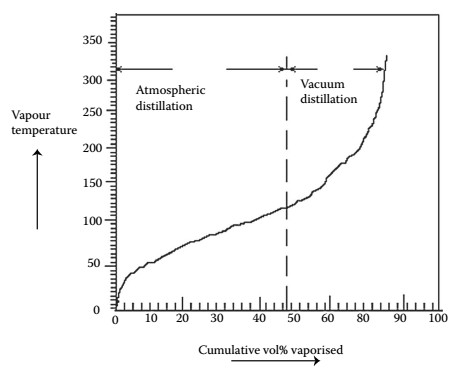 350
300
250
200
150
100
50
0
Atmospheric
distillation
Vacuum
distillation
Vapour
temperature
0 10 20 30 40 50 60 70 80 90 100
Cumulative vol% vaporised